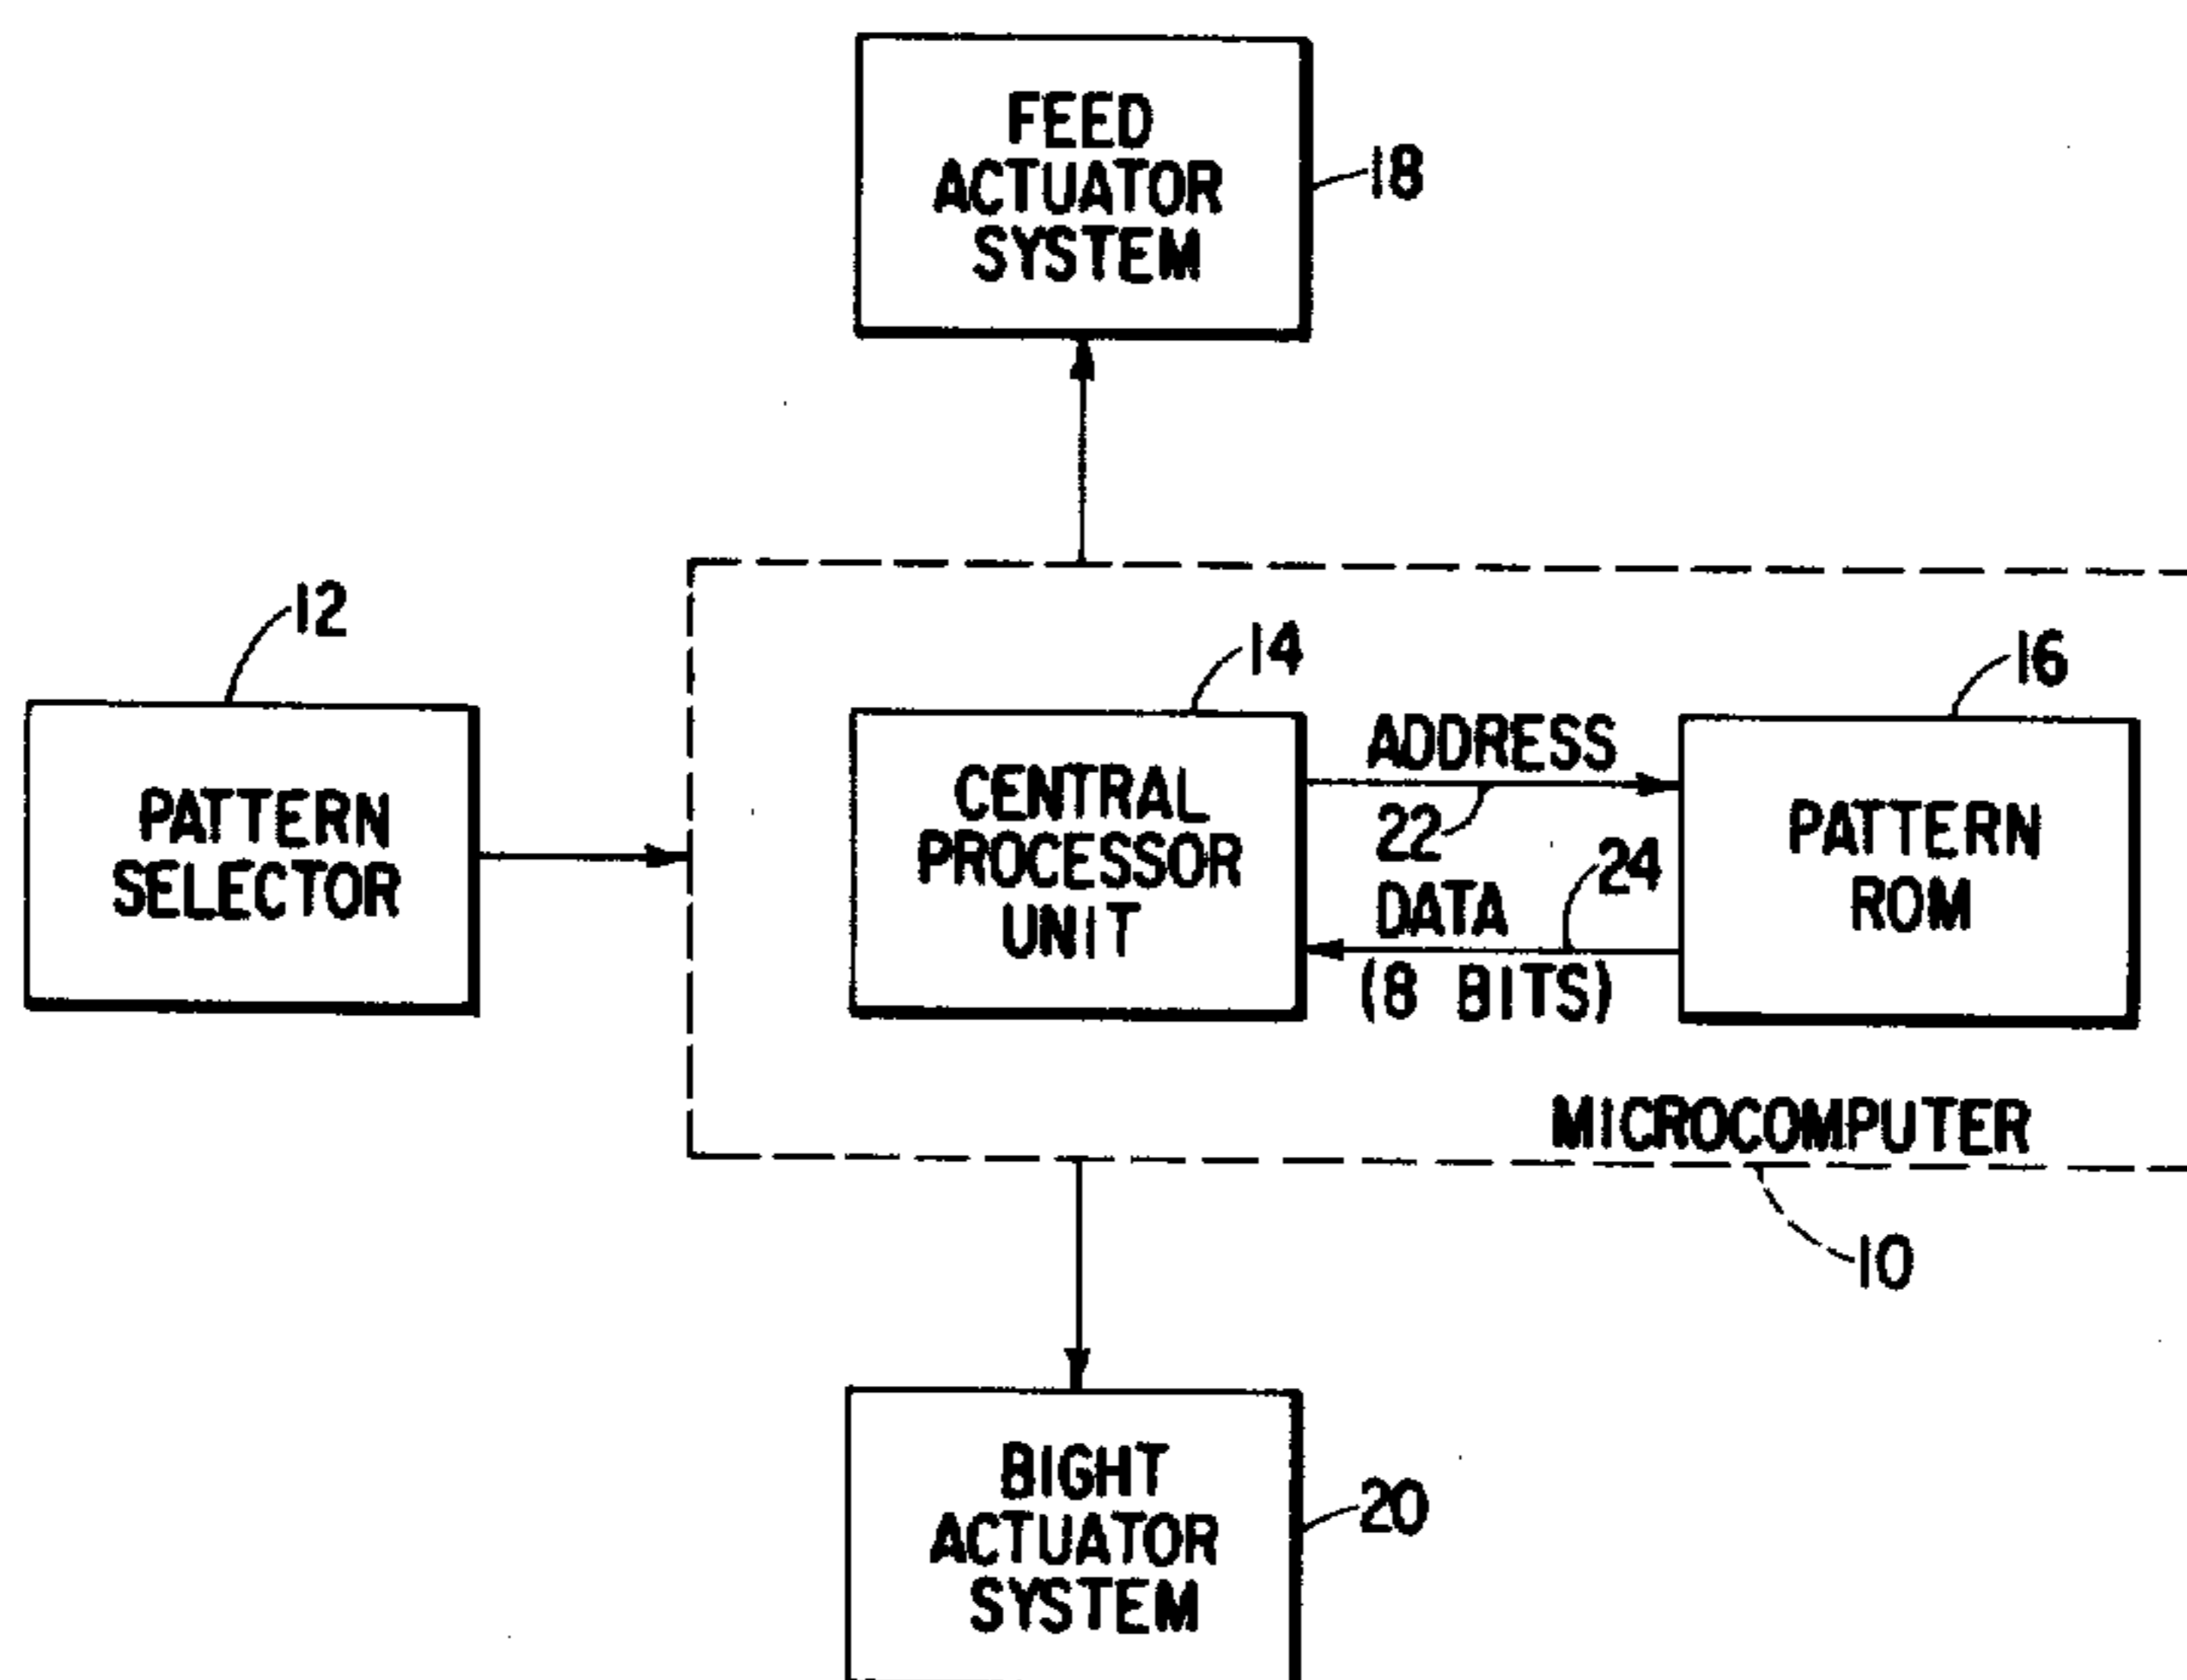 FEED
ACTUATOR
SYSTEM
18
12
14
16
PATTERN
SELECTOR
CENTRAL
PROCESSOR
UNIT
ADDRESS
22
24
DATA
(8 BITS)
PATTERN
ROM
MICROCOMPUTER
10
BIGHT
ACTUATOR
SYSTEM
20